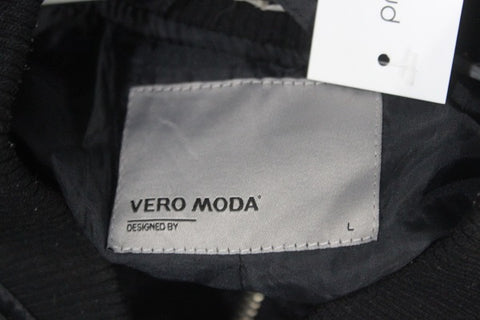 VERO MODA
DESIGNED BY
L